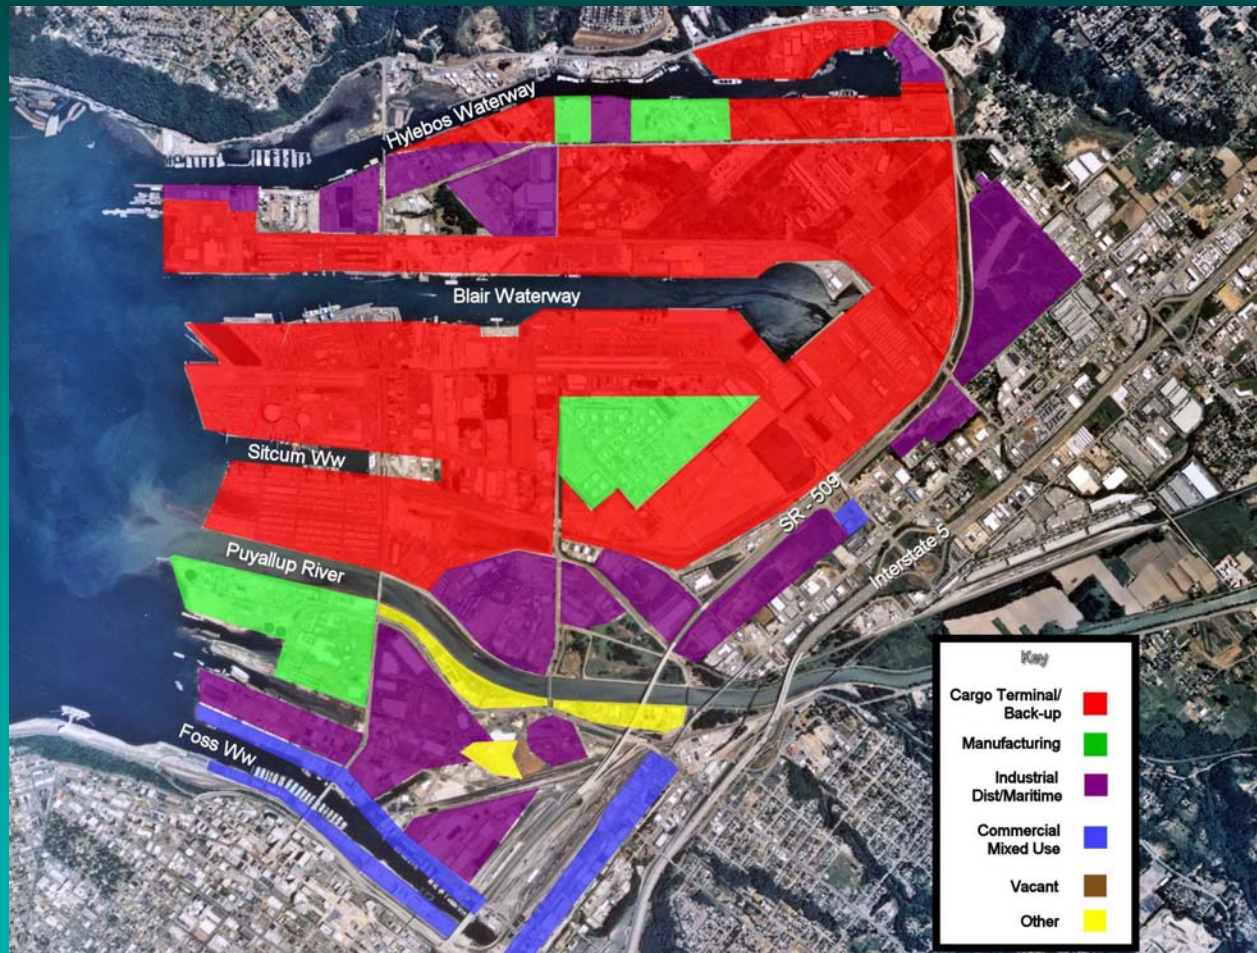 Hylebos Waterway
Blair Waterway
Sitcum Ww
SR - 509
Puyallup River
Interstate 5
Foss Ww
Key
Cargo Terminal/
Back-up
Manufacturing
Industrial
Dist/Maritime
Commercial
Mixed Use
Vacant
Other